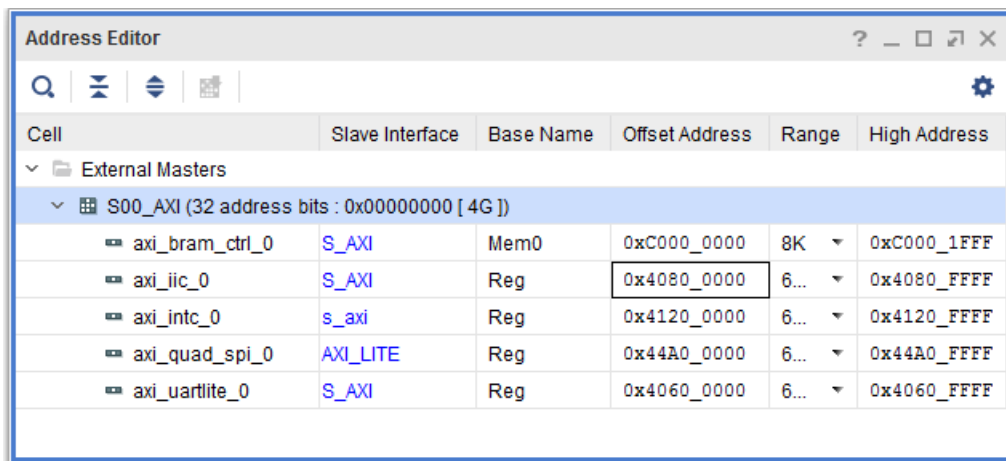 Address Editor
Cell Slave Interface Base Name Offset Address Range High Address
External Masters
S00_AXI (32 address bits : 0x00000000 [ 4G ])
axi_bram_ctrl_0 S_AXI Mem0 0xC000_0000 8K 0xC000_1FFF
axi_iic_0 S_AXI Reg 0x4080_0000 6... 0x4080_FFFF
axi_intc_0 s_axi Reg 0x4120_0000 6... 0x4120_FFFF
axi_quad_spi_0 AXI_LITE Reg 0x44A0_0000 6... 0x44A0_FFFF
axi_uartlite_0 S_AXI Reg 0x4060_0000 6... 0x4060_FFFF